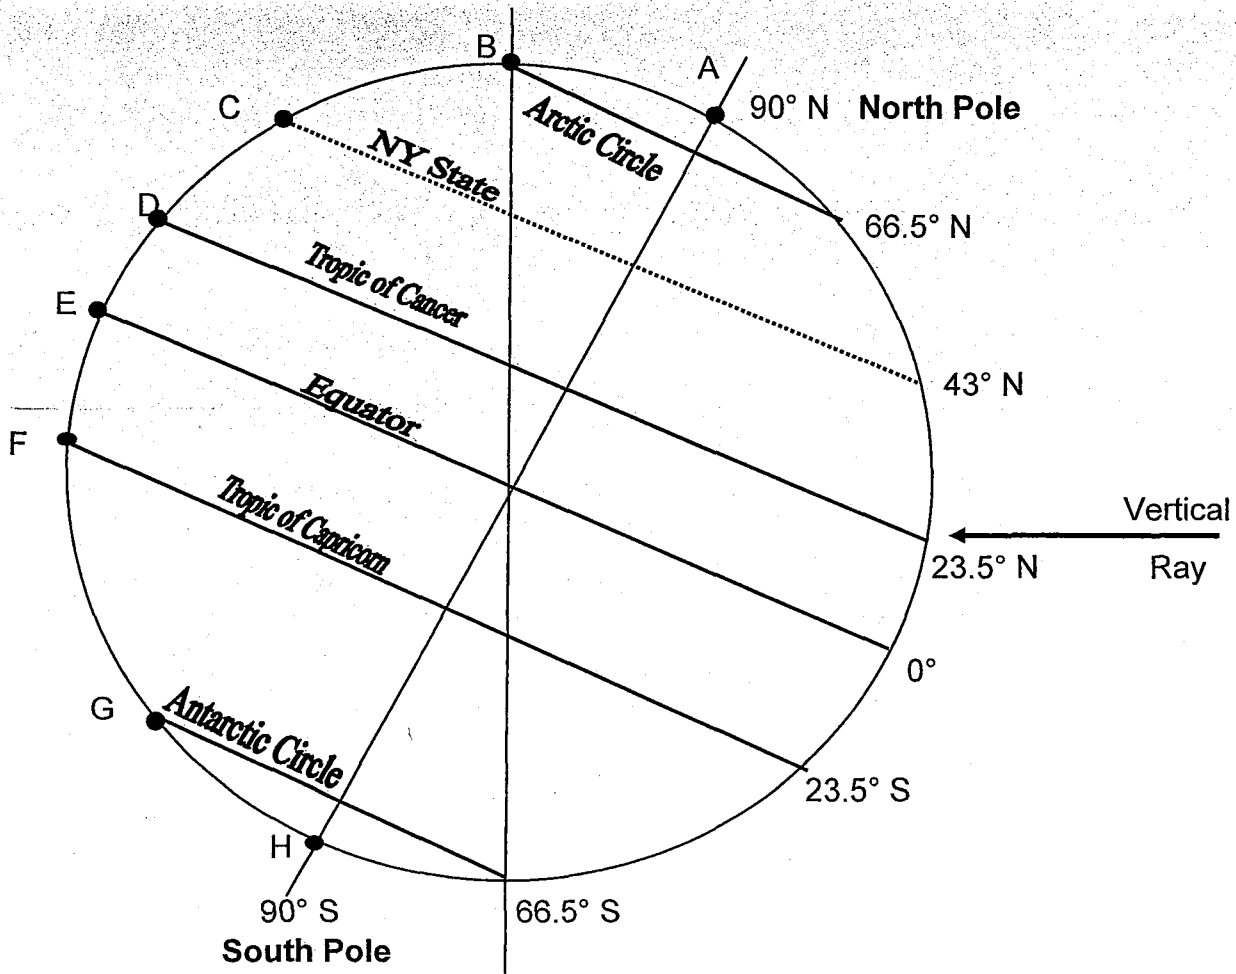 B
A
C
90° N North Pole
Arctic Circle
NY State
D
66.5° N
Tropic of Cancer
E
Equator
43° N
F
Tropic of Capricorn
Vertical
23.5° N
Ray
0°
G
Antarctic Circle
23.5° S
H
90° S
66.5° S
South Pole